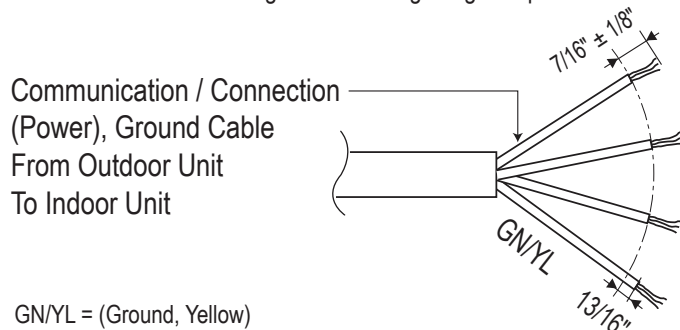 7/16" ± 1/8"
Communication / Connection
(Power), Ground Cable
From Outdoor Unit
To Indoor Unit
GN/YL
13/16"
GN/YL = (Ground, Yellow)